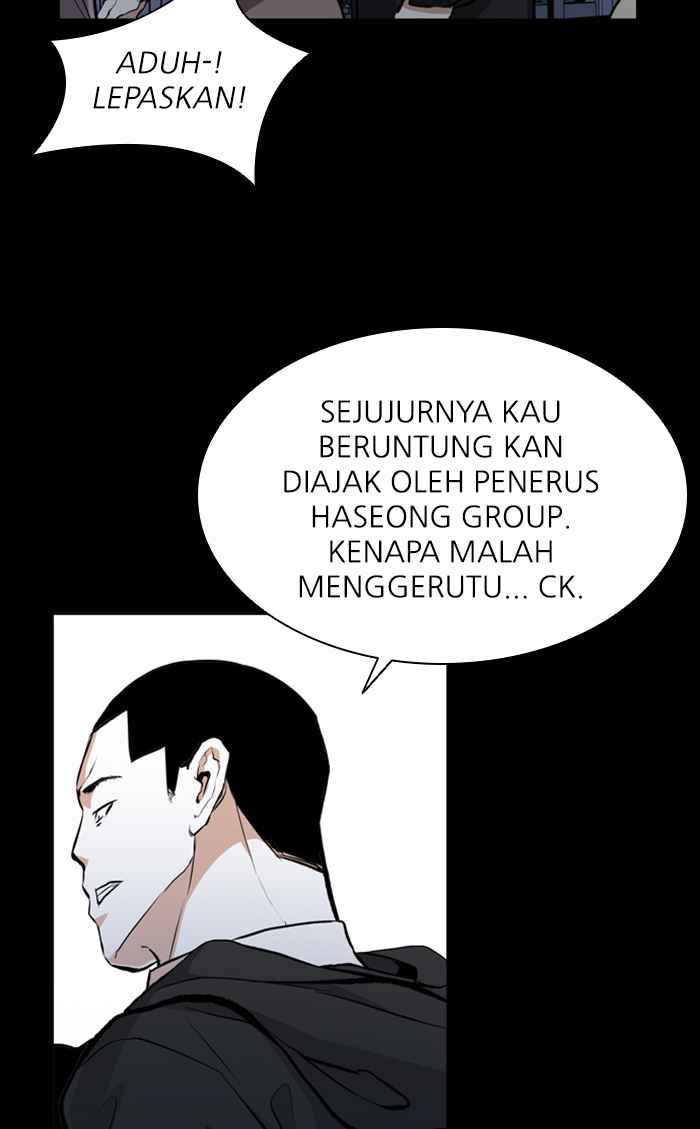 ADUH-!
LEPASKAN!
SEJUJURNYA KAU
BERUNTUNG KAN
DIAJAK OLEH PENERUS
HASEONG GROUP.
KENAPA MALAH
MENGGERUTU... CK.